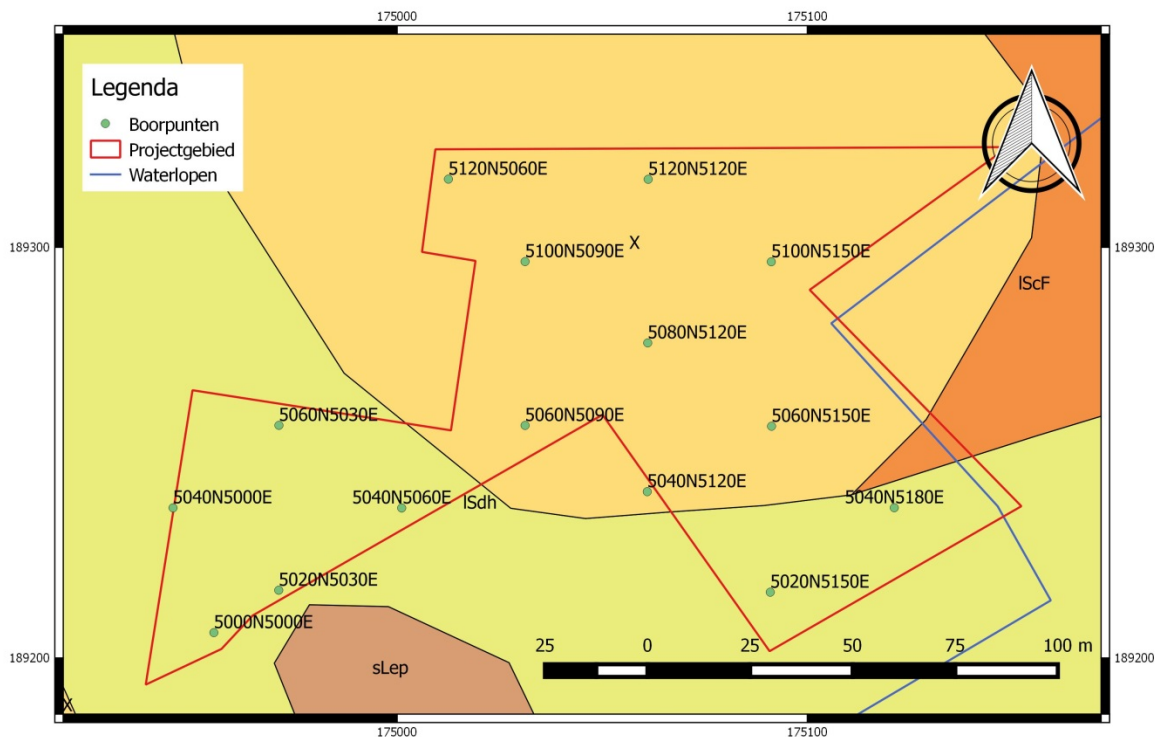 175000 175100
Legenda
Boorpunten
Projectgebied
Waterlopen
5120N5060E 5120N5120E
189300 5100N5090E X 5100N5150E 189300
lScF
5080N5120E
5060N5030E 5060N5090E 5060N5150E
5040N5120E
5040N5000E 5040N5060E lSdh 5040N5180E
5020N5030E 5020N5150E
5000N5000E
25 0 25 50 75 100 m
189200 sLep 189200
X
175000 175100